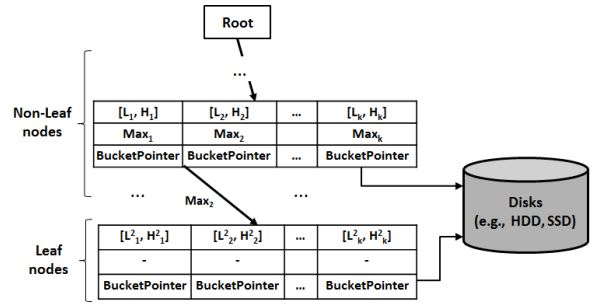 Root
...
Non-Leaf
nodes
[L₁, H₁] [L₂, H₂] ... [Lₖ, Hₖ]
Max₁ Max₂ Maxₖ
BucketPointer BucketPointer ... BucketPointer
... Max₂ ...
Disks
(e.g., HDD, SSD)
Leaf
nodes
[L²₁, H²₁] [L²₂, H²₂] ... [L²ₖ, H²ₖ]
- - -
BucketPointer BucketPointer ... BucketPointer